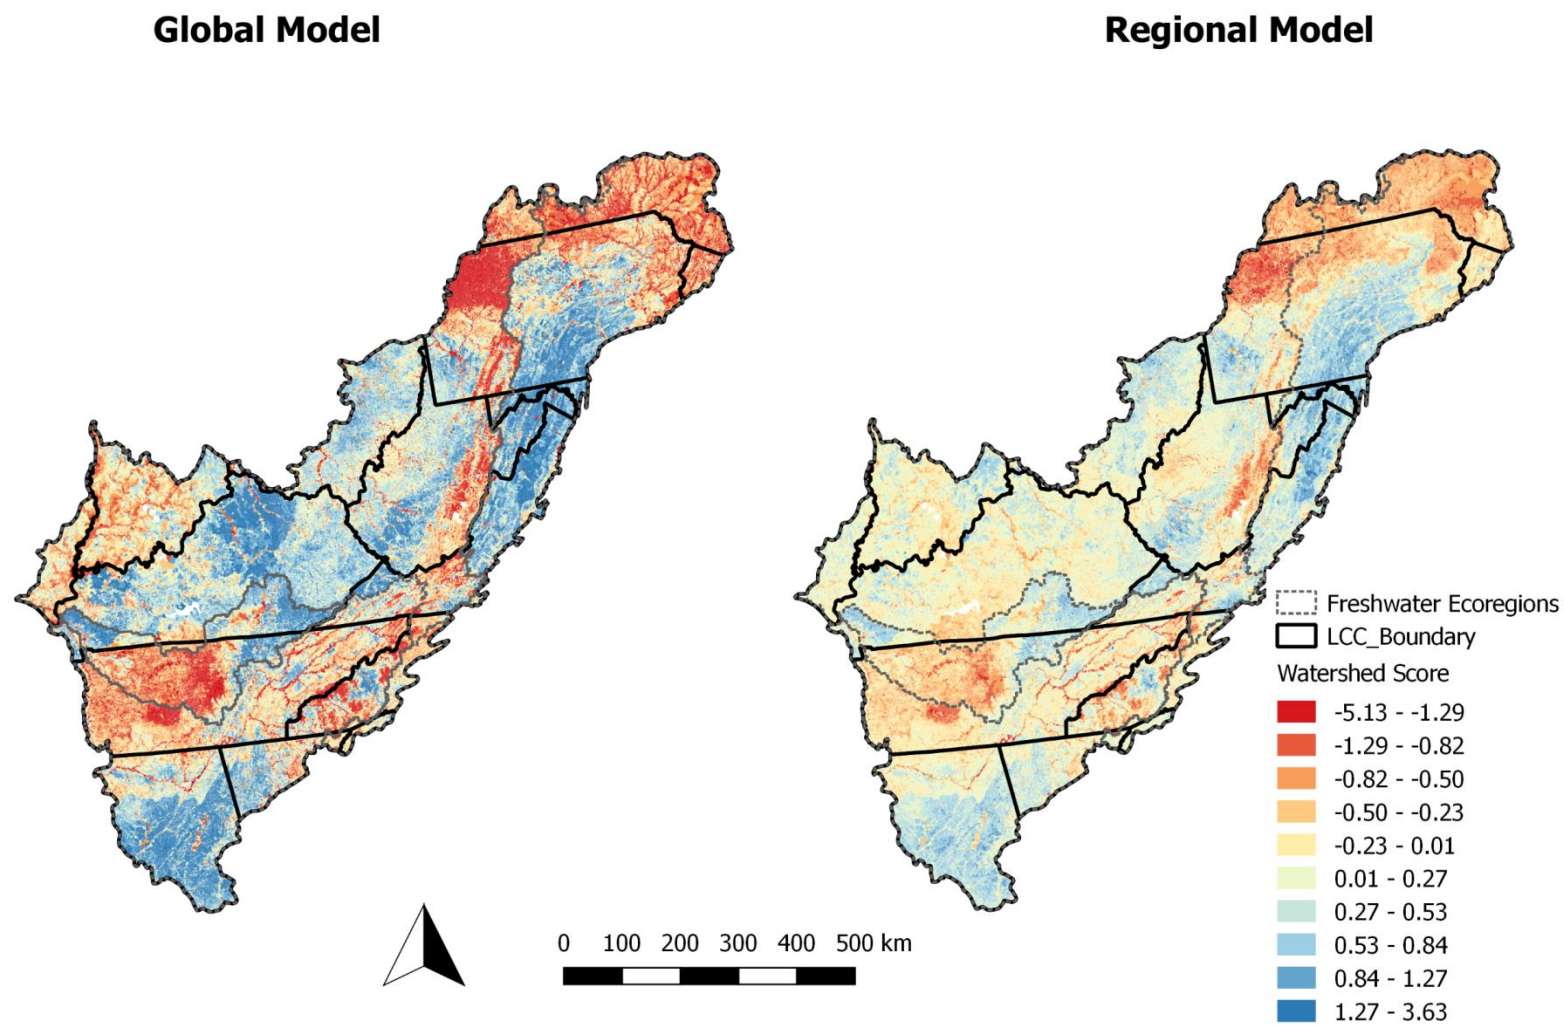 Global Model
Regional Model
Freshwater Ecoregions
LCC_Boundary
Watershed Score
-5.13 - -1.29
-1.29 - -0.82
-0.82 - -0.50
-0.50 - -0.23
-0.23 - 0.01
0.01 - 0.27
0.27 - 0.53
0.53 - 0.84
0.84 - 1.27
1.27 - 3.63
0 100 200 300 400 500 km